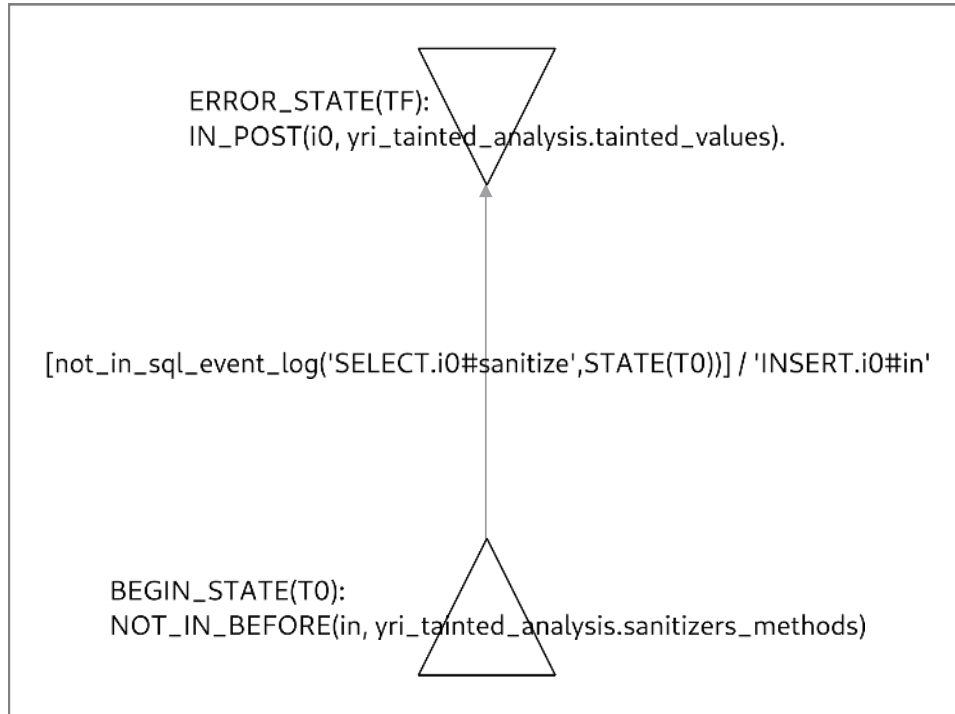 ERROR_STATE(TF):
IN_POST(i0, yri_tainted_analysis.tainted_values).
[not_in_sql_event_log('SELECT.i0#sanitize',STATE(T0))] / 'INSERT.i0#in'
BEGIN_STATE(T0):
NOT_IN_BEFORE(in, yri_tainted_analysis.sanitizers_methods)